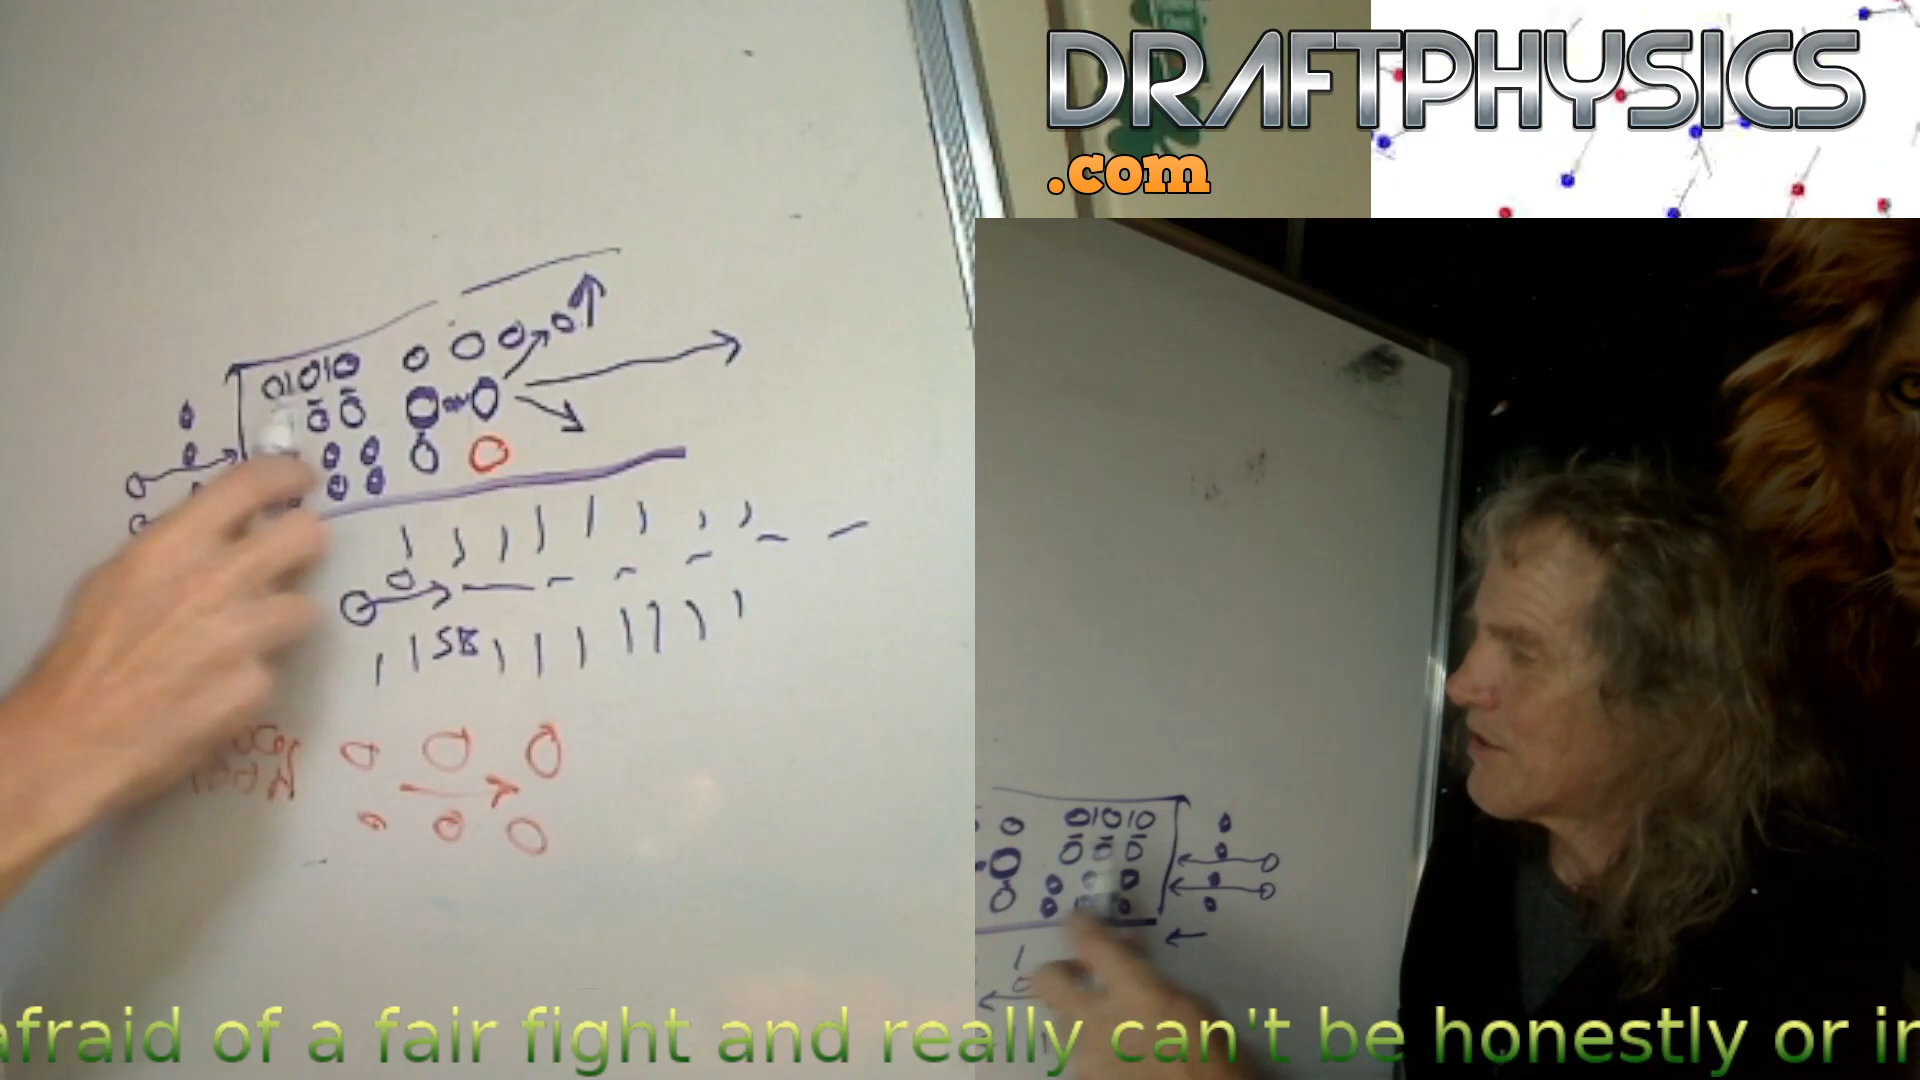 DRAFTPHYSICS
.com
afraid of a fair fight and really can't be honestly or in